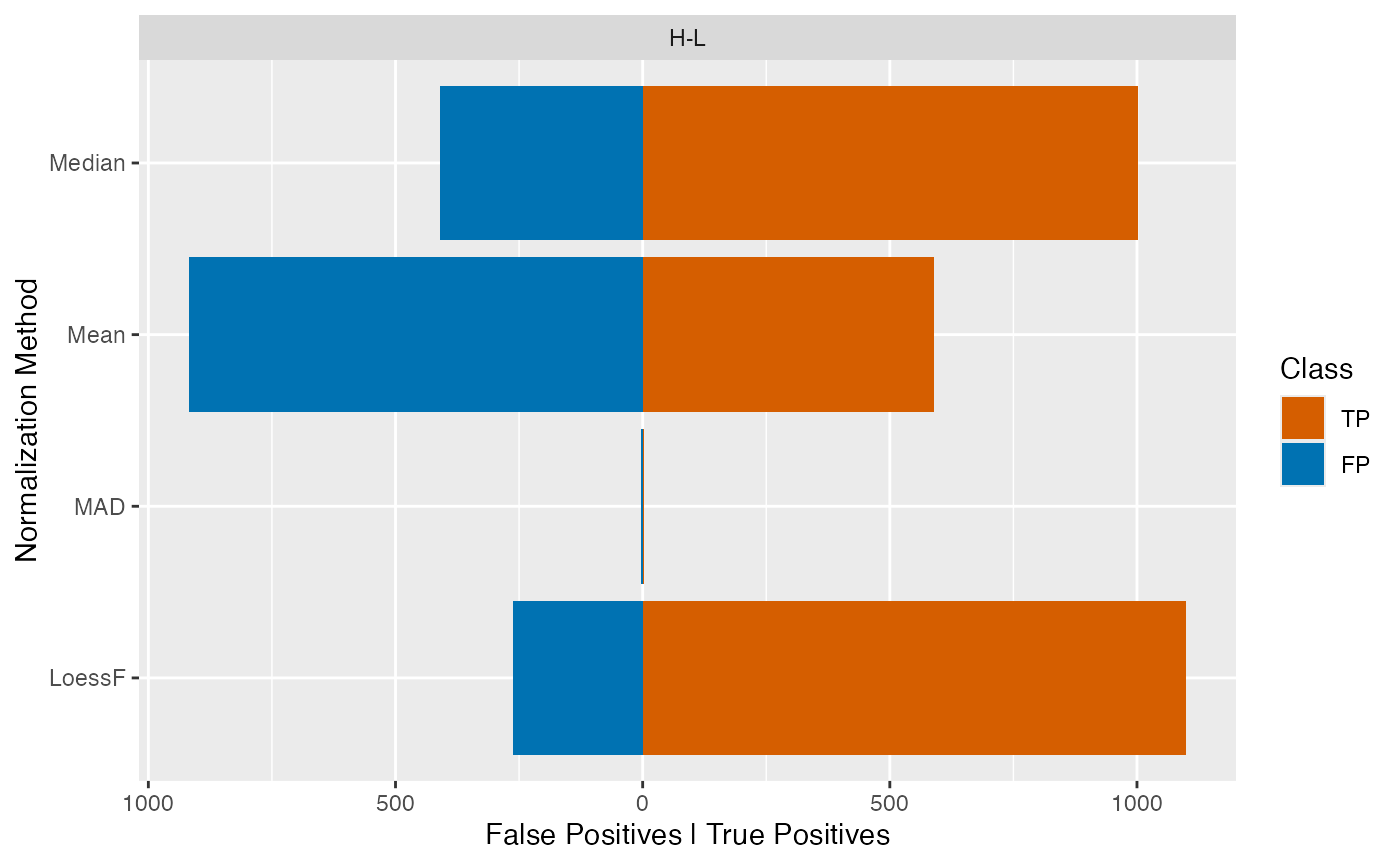 H-L
Median
Mean
MAD
LoessF
Normalization Method
1000 500 0 500 1000
False Positives | True Positives
Class
TP
FP